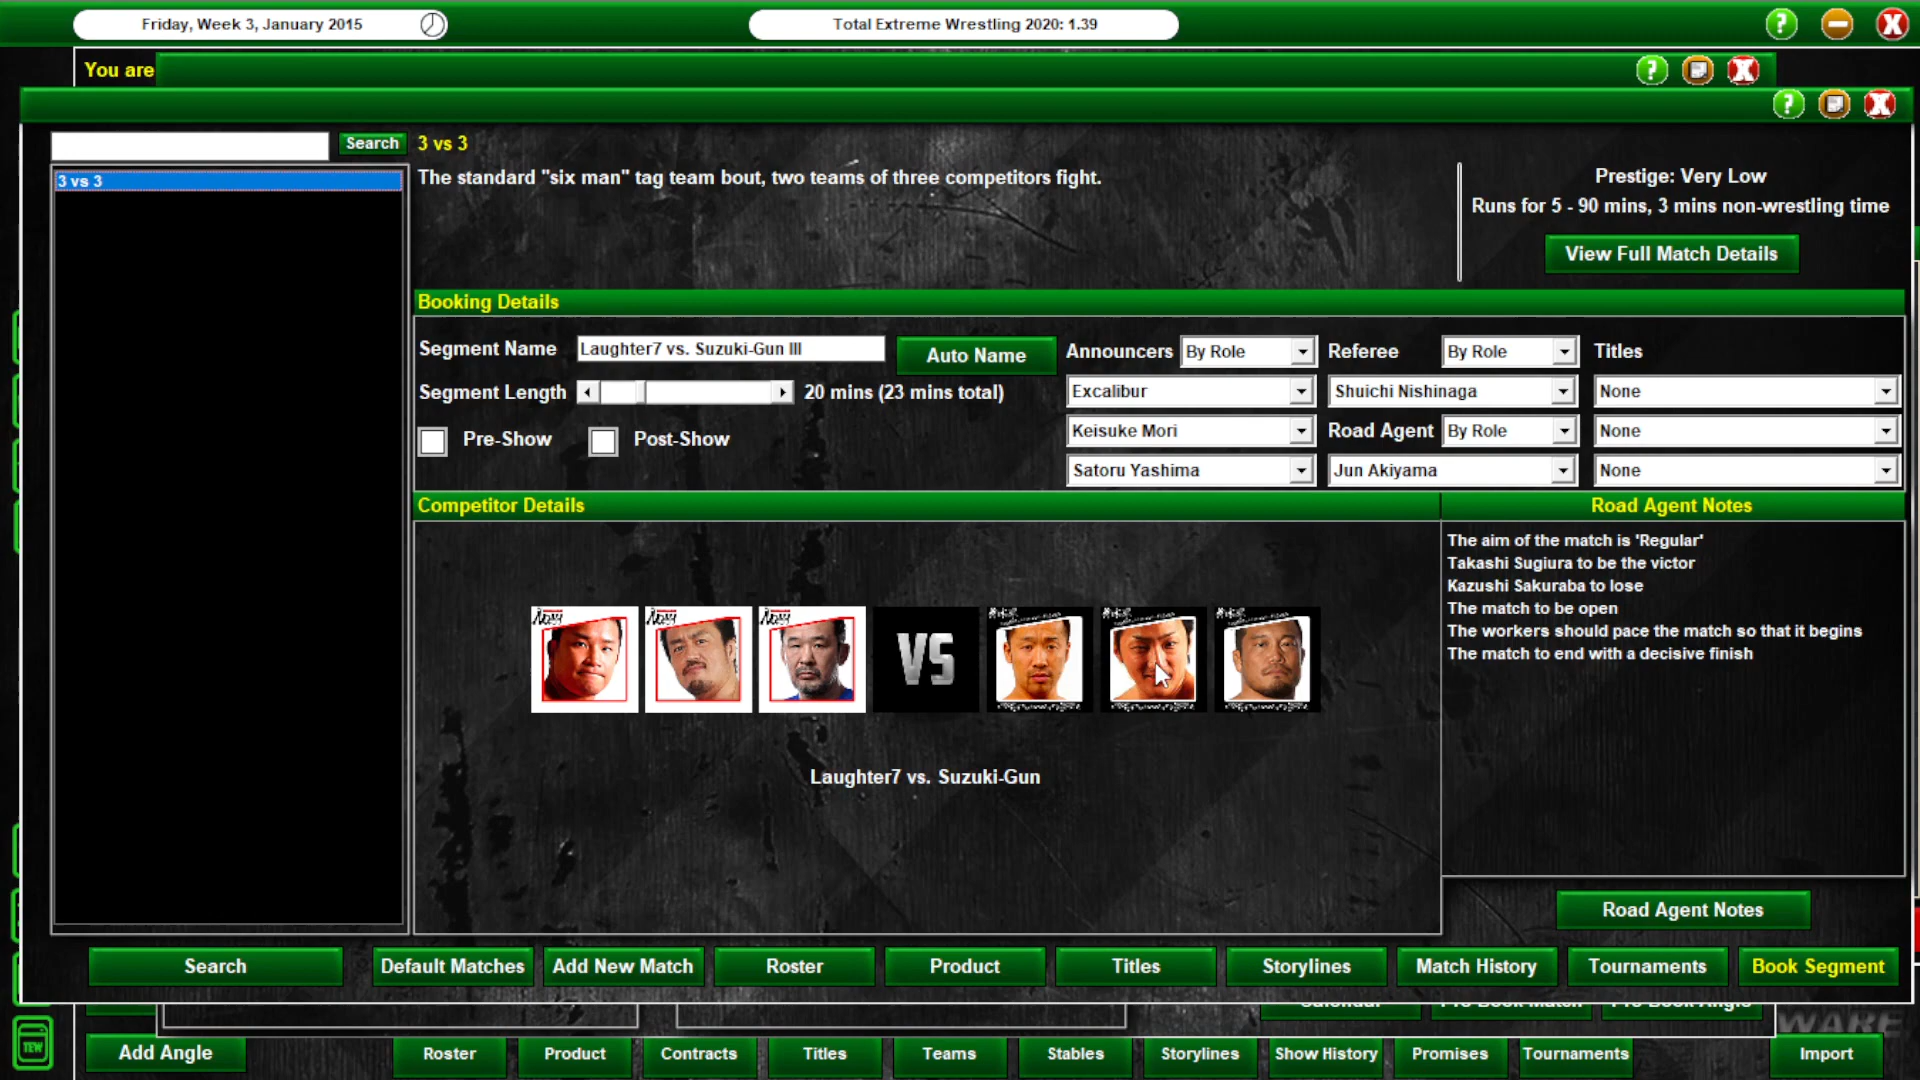 Friday, Week 3, January 2015
Total Extreme Wrestling 2020: 1.39
You are
Search
3 vs 3
3 vs 3
The standard "six man" tag team bout, two teams of three competitors fight.
Prestige: Very Low
Runs for 5 - 90 mins, 3 mins non-wrestling time
View Full Match Details
Booking Details
Segment Name
Laughter7 vs. Suzuki-Gun III
Auto Name
Announcers
By Role
Referee
By Role
Titles
Segment Length
20 mins (23 mins total)
Excalibur
Shuichi Nishinaga
None
Pre-Show
Post-Show
Keisuke Mori
Road Agent
By Role
None
Satoru Yashima
Jun Akiyama
None
Competitor Details
Road Agent Notes
The aim of the match is 'Regular'
Takashi Sugiura to be the victor
Kazushi Sakuraba to lose
The match to be open
The workers should pace the match so that it begins
The match to end with a decisive finish
VS
Laughter7 vs. Suzuki-Gun
Road Agent Notes
Search
Default Matches
Add New Match
Roster
Product
Titles
Storylines
Match History
Tournaments
Book Segment
Calendar
Pre-Book Match
Pre-Book Angle
WARE
TEW
Add Angle
Roster
Product
Contracts
Titles
Teams
Stables
Storylines
Show History
Promises
Tournaments
Import